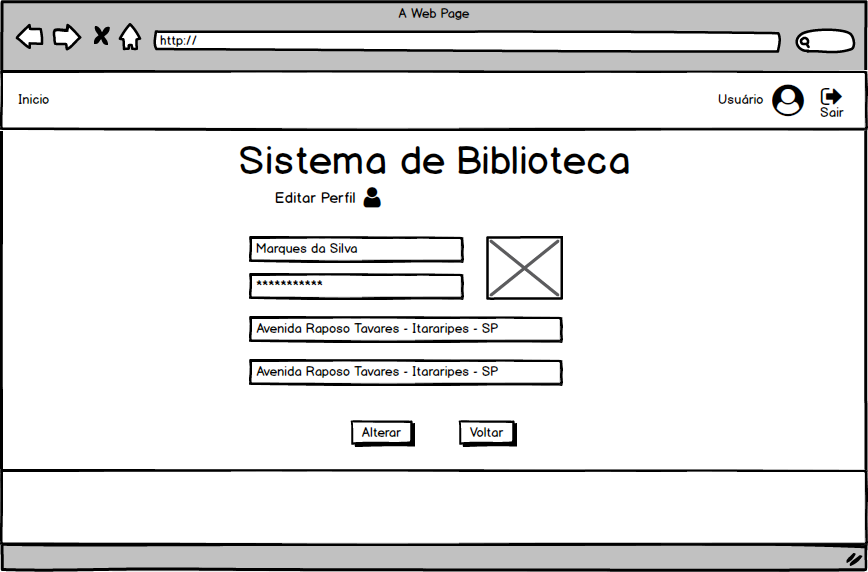 A Web Page
http://
Inicio
Usuário
Sair
Sistema de Biblioteca
Editar Perfil
Marques da Silva
***********
Avenida Raposo Tavares - Itararipes - SP
Avenida Raposo Tavares - Itararipes - SP
Alterar
Voltar